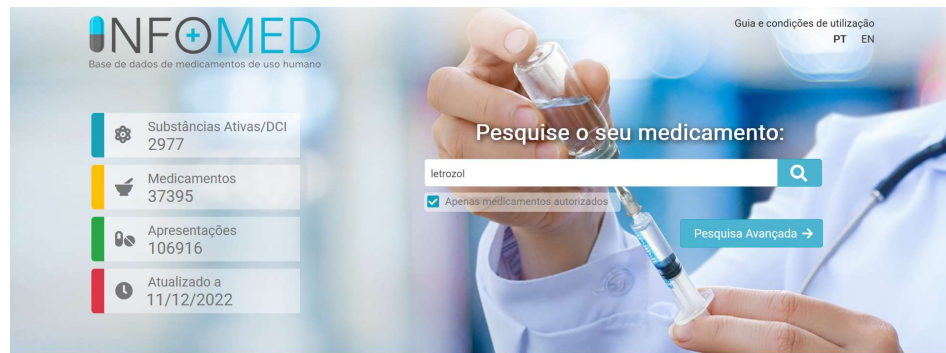 INFOMED
Base de dados de medicamentos de uso humano
Guia e condições de utilização
PT EN
Substâncias Ativas/DCI
2977
Medicamentos
37395
Apresentações
106916
Atualizado a
11/12/2022
Pesquise o seu medicamento:
letrozol
Apenas medicamentos autorizados
Pesquisa Avançada →